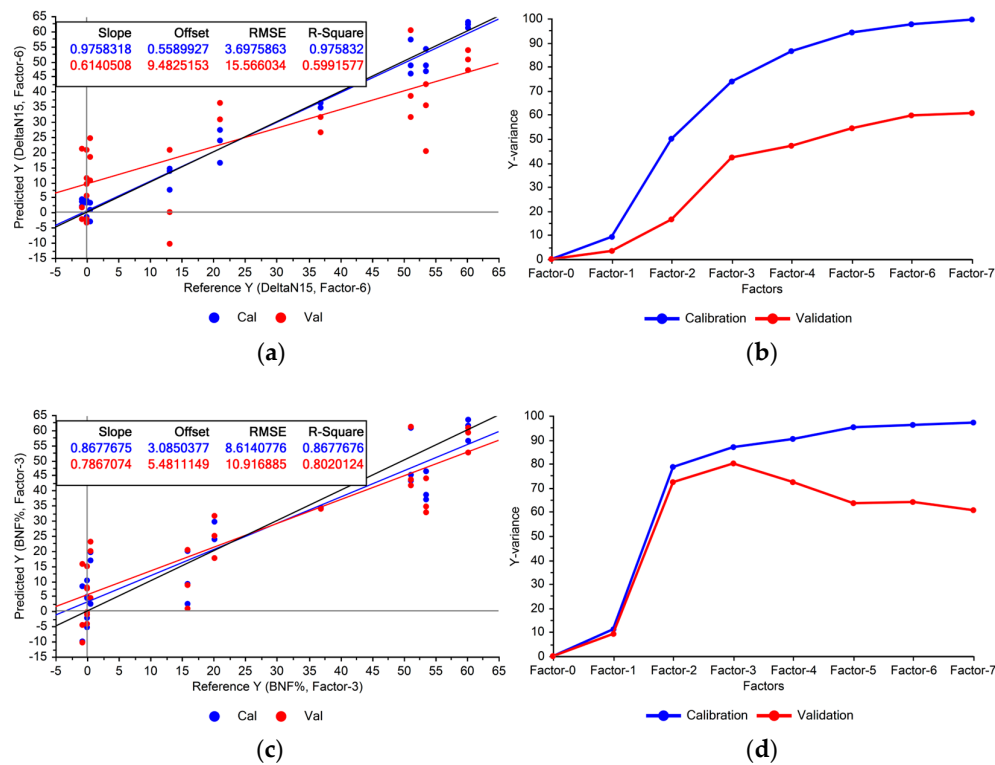 Slope Offset RMSE R-Square
0.9758318 0.5589927 3.6975863 0.975832
0.6140508 9.4825153 15.566034 0.5991577
Predicted Y (DeltaN15, Factor-6)
65
60
55
50
45
40
35
30
25
20
15
10
5
0
-5
-10
-15
-5 0 5 10 15 20 25 30 35 40 45 50 55 60 65
Reference Y (DeltaN15, Factor-6)
Cal Val
(a)
Y-variance
100
90
80
70
60
50
40
30
20
10
0
Factor-0 Factor-1 Factor-2 Factor-3 Factor-4 Factor-5 Factor-6 Factor-7
Factors
Calibration Validation
(b)
Slope Offset RMSE R-Square
0.8677675 3.0850377 8.6140776 0.8677676
0.7867074 5.4811149 10.916885 0.8020124
Predicted Y (BNF%, Factor-3)
65
60
55
50
45
40
35
30
25
20
15
10
5
0
-5
-10
-15
-5 0 5 10 15 20 25 30 35 40 45 50 55 60 65
Reference Y (BNF%, Factor-3)
Cal Val
(c)
Y-variance
100
90
80
70
60
50
40
30
20
10
0
Factor-0 Factor-1 Factor-2 Factor-3 Factor-4 Factor-5 Factor-6 Factor-7
Factors
Calibration Validation
(d)